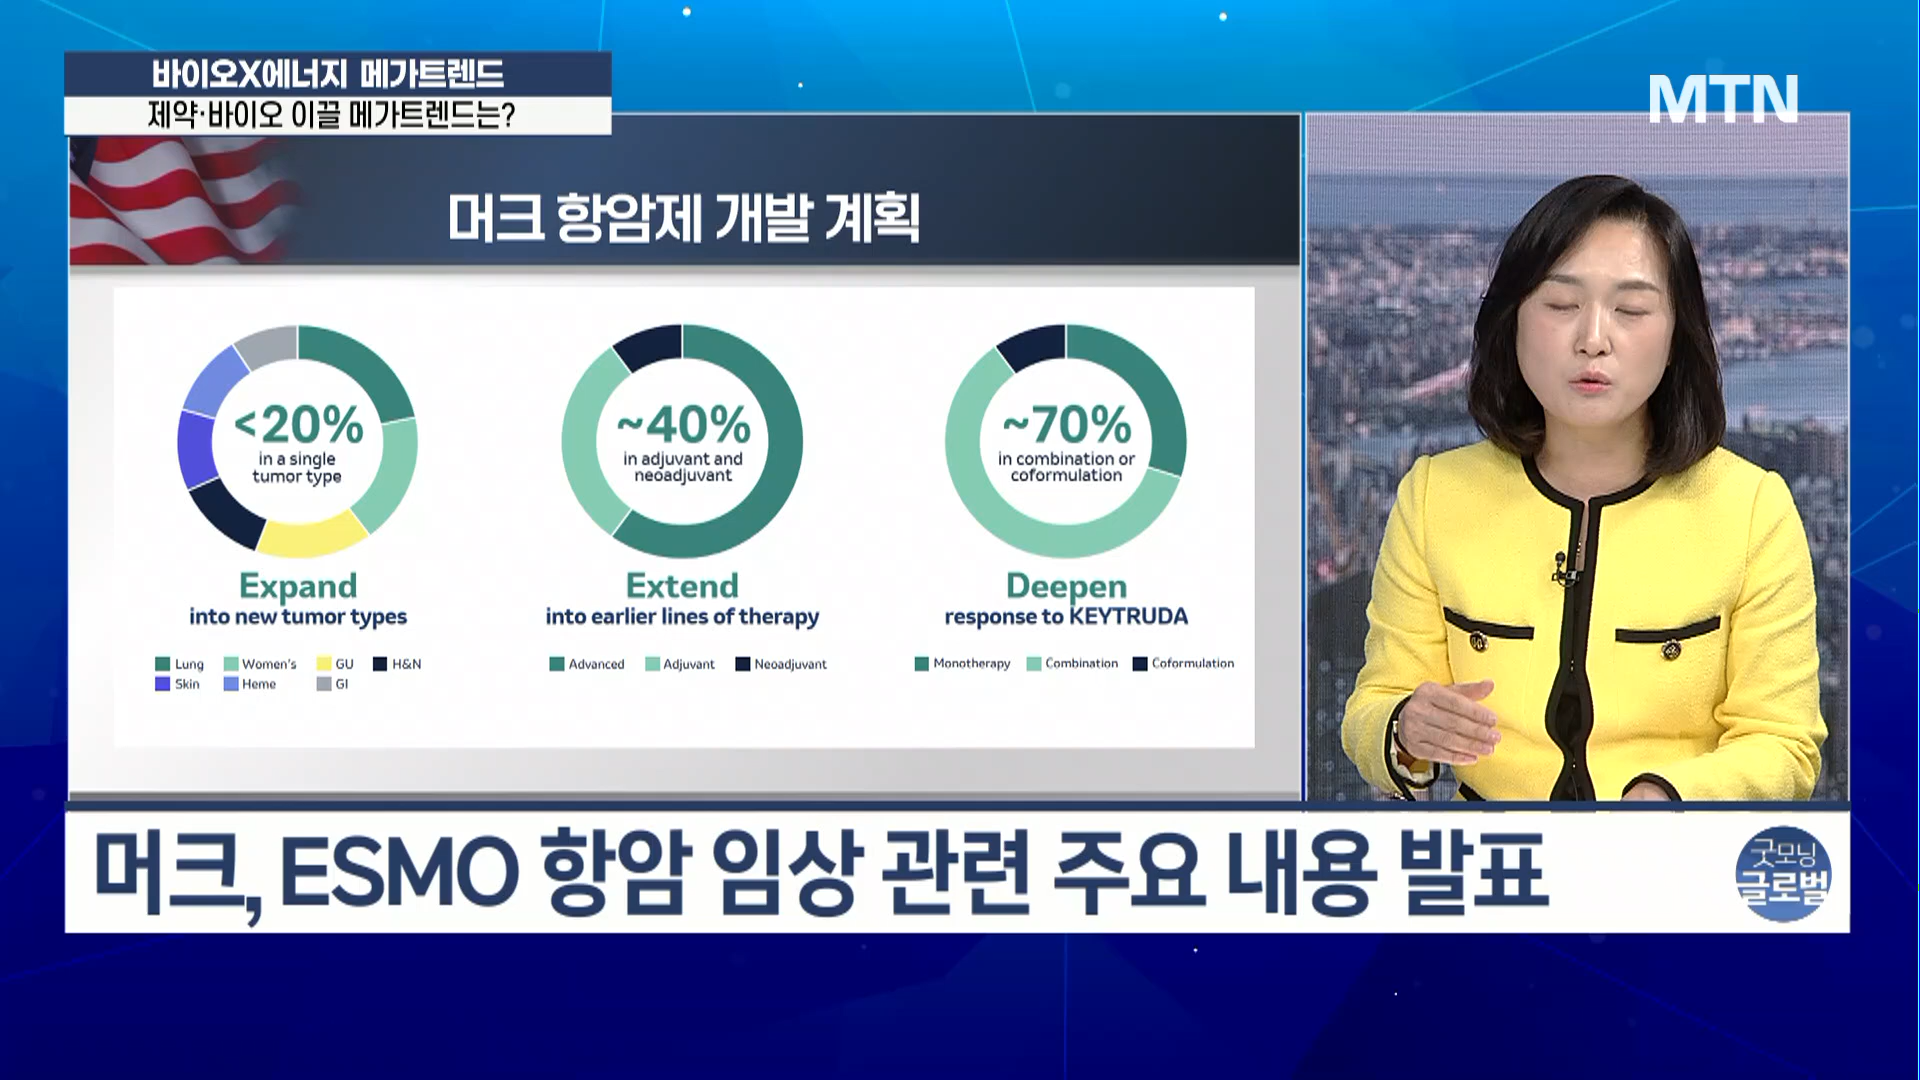 바이오X에너지 메가트렌드
제약·바이오 이끌 메가트렌드는?
MTN
머크 항암제 개발 계획
<20%
in a single
tumor type
Expand
into new tumor types
Lung Women's GU H&N
Skin Heme GI
~40%
in adjuvant and
neoadjuvant
Extend
into earlier lines of therapy
Advanced Adjuvant Neoadjuvant
~70%
in combination or
coformulation
Deepen
response to KEYTRUDA
Monotherapy Combination Coformulation
머크, ESMO 항암 임상 관련 주요 내용 발표
굿모닝
글로벌